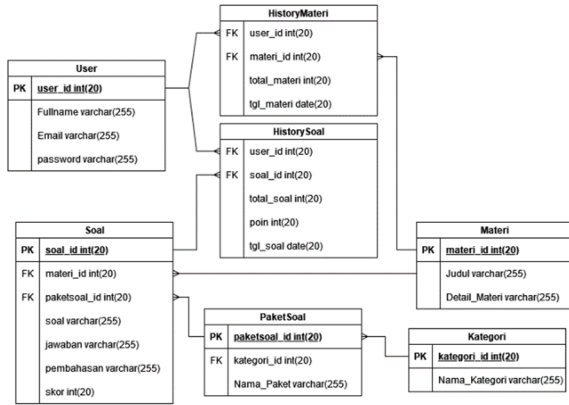 HistoryMateri
FK user_id int(20)
FK materi_id int(20)
total_materi int(20)
tgl_materi date(20)
User
PK user_id int(20)
Fullname varchar(255)
Email varchar(255)
password varchar(255)
HistorySoal
FK user_id int(20)
FK soal_id int(20)
total_soal int(20)
poin int(20)
tgl_soal date(20)
Soal
PK soal_id int(20)
FK materi_id int(20)
FK paketsoal_id int(20)
soal varchar(255)
jawaban varchar(255)
pembahasan varchar(255)
skor int(20)
Materi
PK materi_id int(20)
Judul varchar(255)
Detail_Materi varchar(255)
PaketSoal
PK paketsoal_id int(20)
FK kategori_id int(20)
Nama_Paket varchar(255)
Kategori
PK kategori_id int(20)
Nama_Kategori varchar(255)